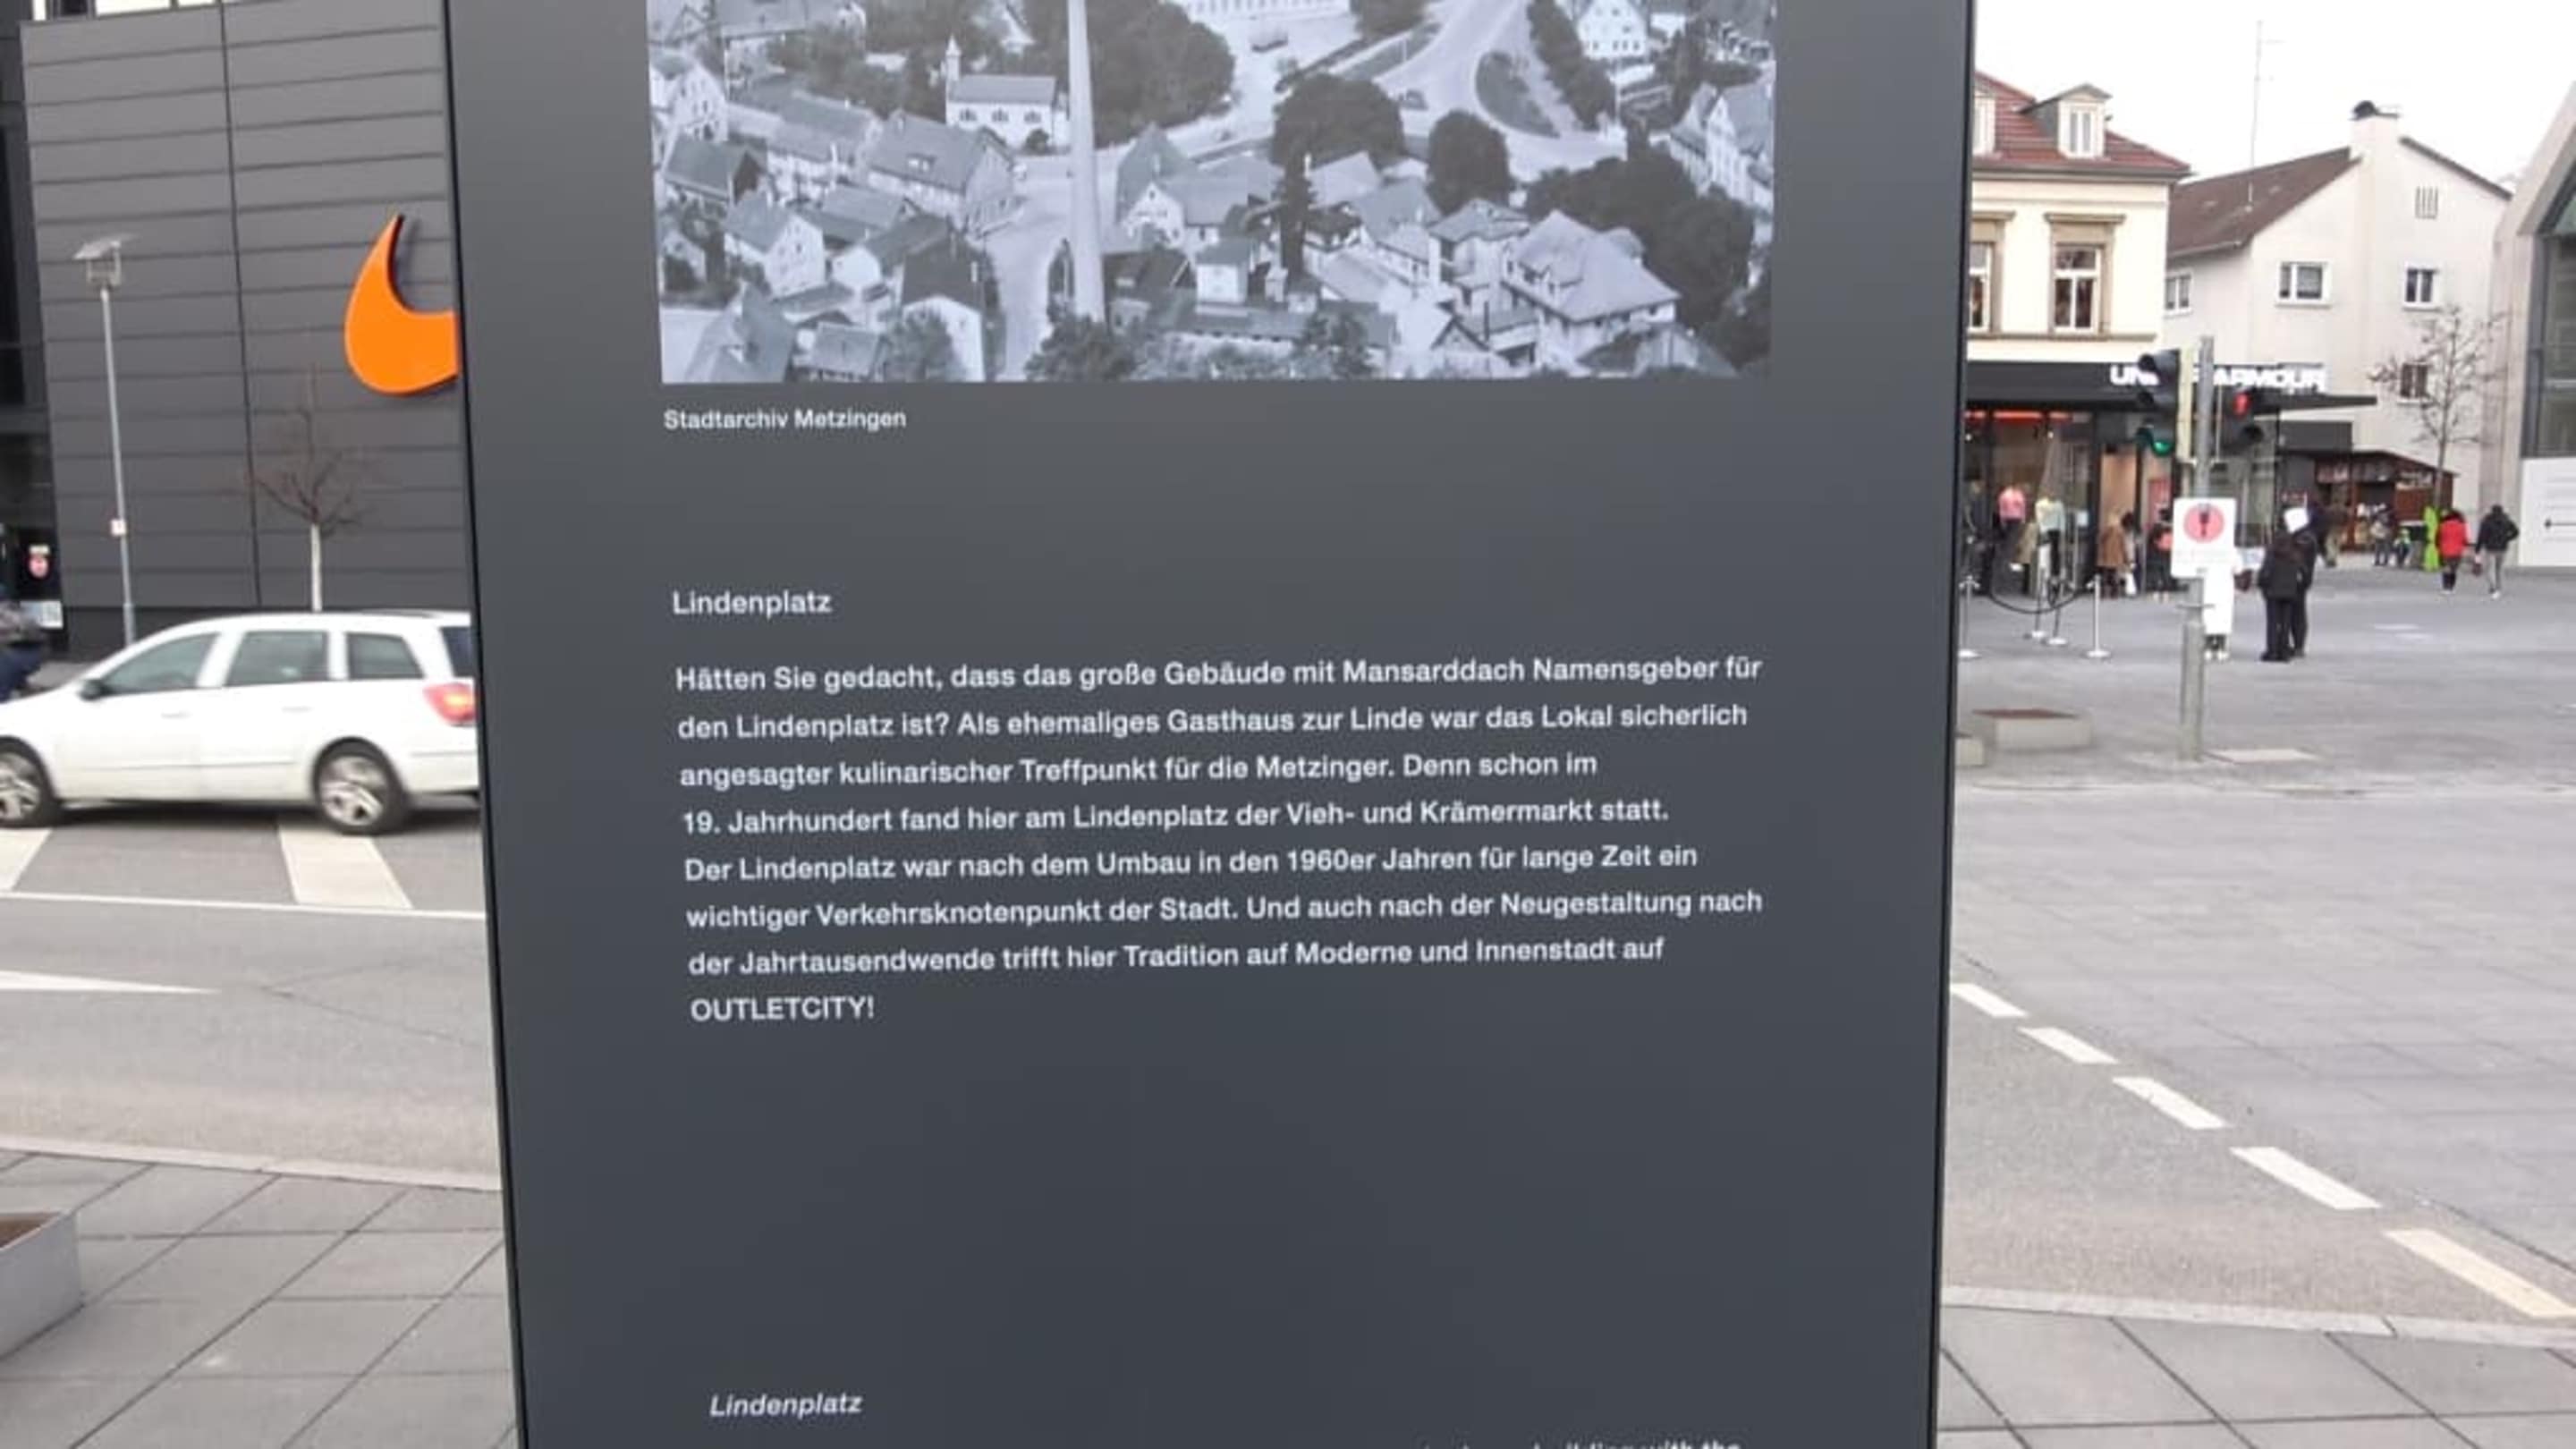 Stadtarchiv Metzingen
Lindenplatz
Hätten Sie gedacht, dass das große Gebäude mit Mansarddach Namensgeber für
den Lindenplatz ist? Als ehemaliges Gasthaus zur Linde war das Lokal sicherlich
angesagter kulinarischer Treffpunkt für die Metzinger. Denn schon im
19. Jahrhundert fand hier am Lindenplatz der Vieh- und Krämermarkt statt.
Der Lindenplatz war nach dem Umbau in den 1960er Jahren für lange Zeit ein
wichtiger Verkehrsknotenpunkt der Stadt. Und auch nach der Neugestaltung nach
der Jahrtausendwende trifft hier Tradition auf Moderne und Innenstadt auf
OUTLETCITY!
Lindenplatz
with the
ARMOUR